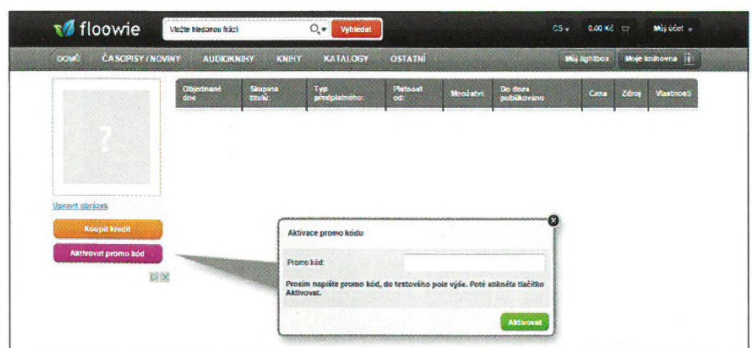 floowie
Vložte hledanou frázi
Vyhledat
CS
0.00 Kč
Můj účet
DOMŮ
ČASOPISY / NOVINY
AUDIOKNIHY
KNIHY
KATALOGY
OSTATNÍ
Můj lightbox
Moje knihovna
Objednané dne
Skupina titulů:
Typ předplatného:
Platnost od:
Množství:
Do dnes publikováno
Cena
Zdroj
Vlastnosti
?
Upravit obrázek
Koupit kredit
Aktivovat promo kód
Aktivace promo kódu
Promo kód:
Prosím napište promo kód, do textového pole výše. Poté stikněte tlačítko
Aktivovat.
Aktivovat